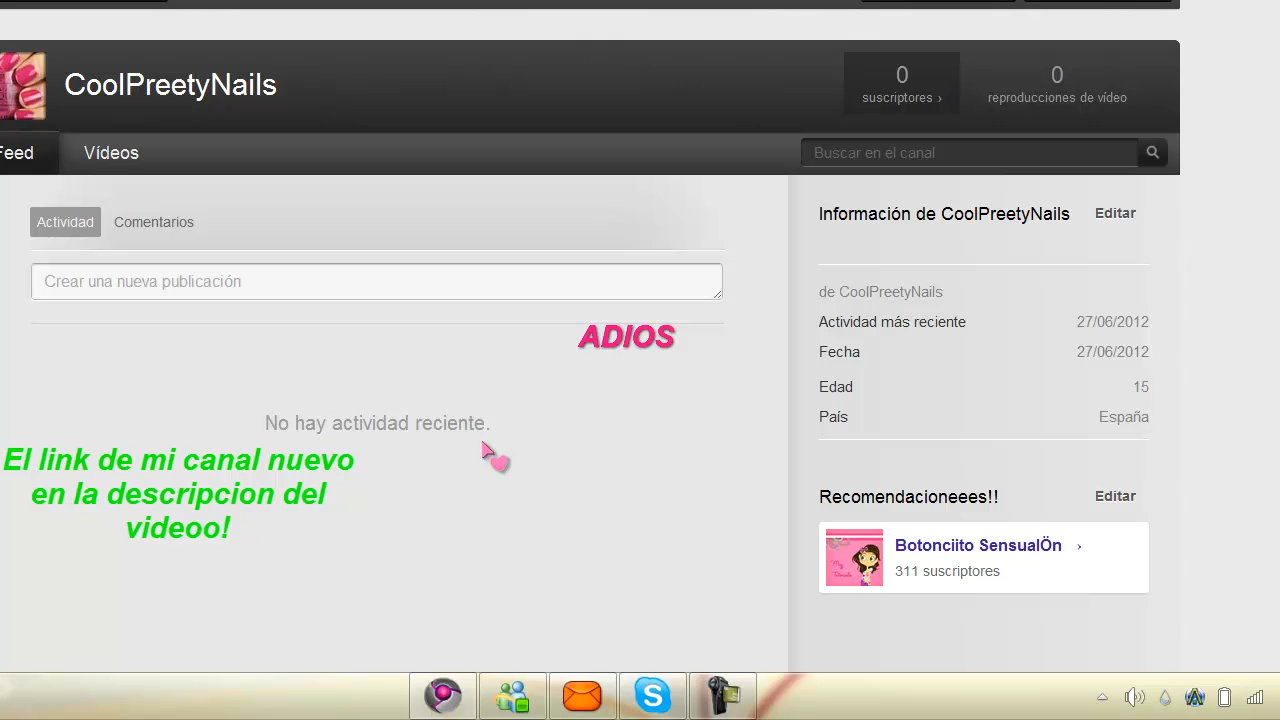 CoolPreetyNails
0
suscriptores ›
0
reproducciones de vídeo
Feed
Vídeos
Buscar en el canal
Actividad
Comentarios
Crear una nueva publicación
ADIOS
No hay actividad reciente.
El link de mi canal nuevo
en la descripcion del
videoo!
Información de CoolPreetyNails
Editar
de CoolPreetyNails
Actividad más reciente
27/06/2012
Fecha
27/06/2012
Edad
15
País
España
Recomendacioneees!!
Editar
Botonciito SensualÖn ›
311 suscriptores